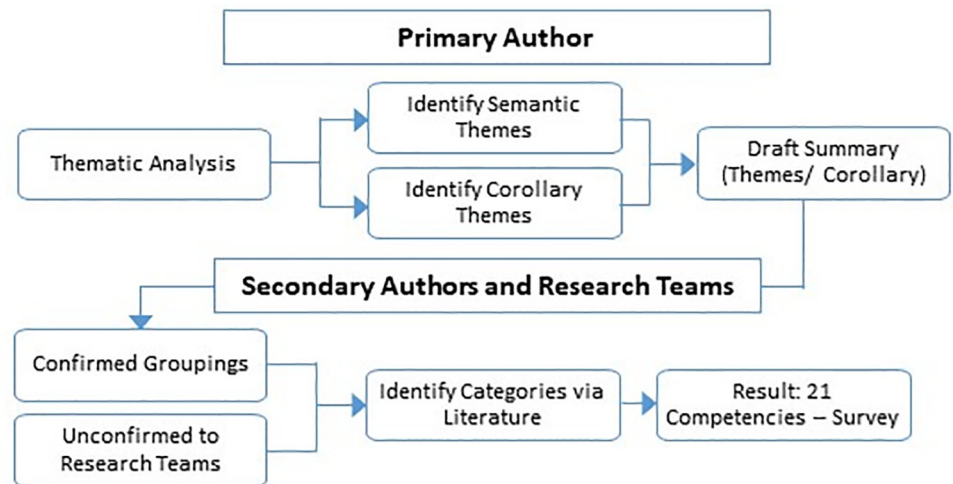 Primary Author
Identify Semantic
Themes
Thematic Analysis
Identify Corollary
Themes
Draft Summary
(Themes/ Corollary)
Secondary Authors and Research Teams
Confirmed Groupings
Unconfirmed to
Research Teams
Identify Categories via
Literature
Result: 21
Competencies – Survey